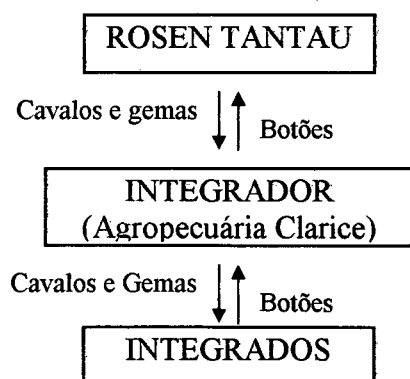 ROSEN TANTAU
Cavalos e gemas
Botões
INTEGRADOR
(Agropecuária Clarice)
Cavalos e Gemas
Botões
INTEGRADOS